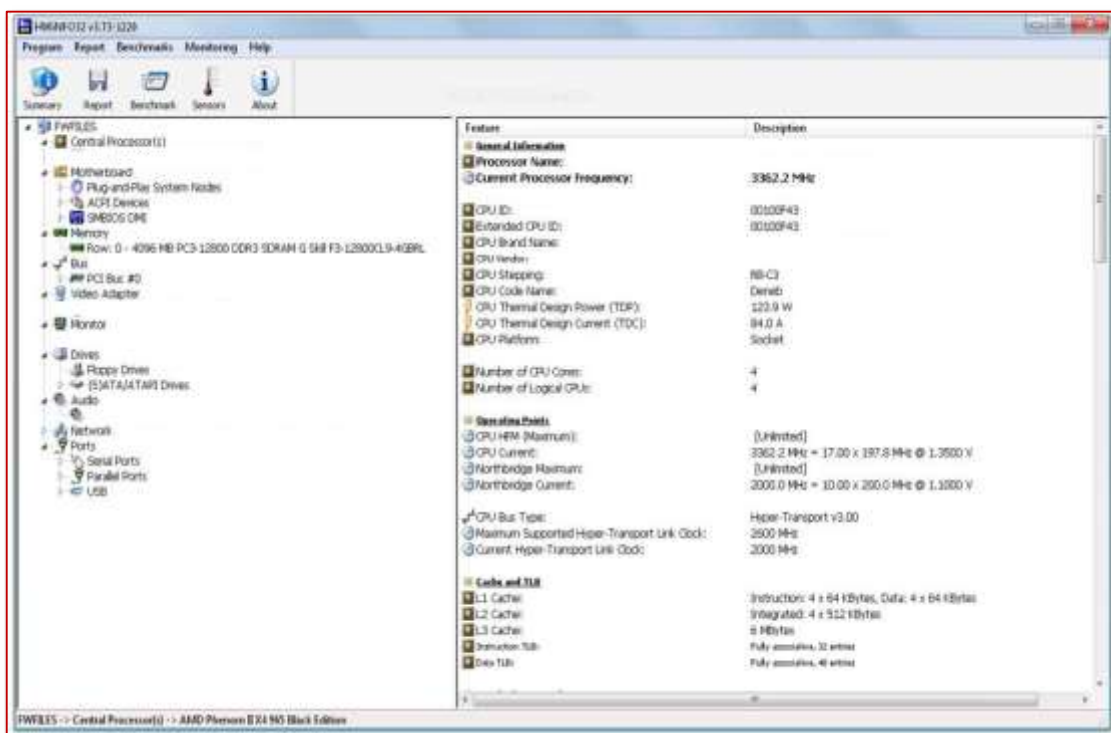 HWiNFO32 v3.73-1220
Program Report Benchmarks Monitoring Help
Summary Report Benchmark Sensors About
FWFILES
Central Processor(s)
Motherboard
Plug-and-Play System Nodes
ACPI Devices
SMBIOS DMI
Memory
Row: 0 - 4096 MB PC3-12800 DDR3 SDRAM G Skill F3-12800CL9-4GBRL
Bus
PCI Bus #0
Video Adapter
Monitor
Drives
Floppy Drives
(S)ATA/ATAPI Drives
Audio
Network
Ports
Serial Ports
Parallel Ports
USB
Feature Description
General Information
Processor Name:
Current Processor Frequency: 3362.2 MHz
CPU ID: 00100F43
Extended CPU ID: 00100F43
CPU Brand Name:
CPU Vendor:
CPU Stepping: RB-C3
CPU Code Name: Deneb
CPU Thermal Design Power (TDP): 123.9 W
CPU Thermal Design Current (TDC): 84.0 A
CPU Platform: Socket
Number of CPU Cores: 4
Number of Logical CPUs: 4
Operating Points
CPU HFM (Maximum): [Unlimited]
CPU Current: 3362.2 MHz = 17.00 x 197.8 MHz @ 1.3500 V
Northbridge Maximum: [Unlimited]
Northbridge Current: 2000.0 MHz = 10.00 x 200.0 MHz @ 1.1000 V
CPU Bus Type: Hyper-Transport v3.00
Maximum Supported Hyper-Transport Link Clock: 2600 MHz
Current Hyper-Transport Link Clock: 2000 MHz
Cache and TLB
L1 Cache: Instruction: 4 x 64 KBytes, Data: 4 x 64 KBytes
L2 Cache: Integrated: 4 x 512 KBytes
L3 Cache: 6 MBytes
Instruction TLB: Fully associative, 32 entries
Data TLB: Fully associative, 48 entries
FWFILES -> Central Processor(s) -> AMD Phenom II X4 965 Black Edition